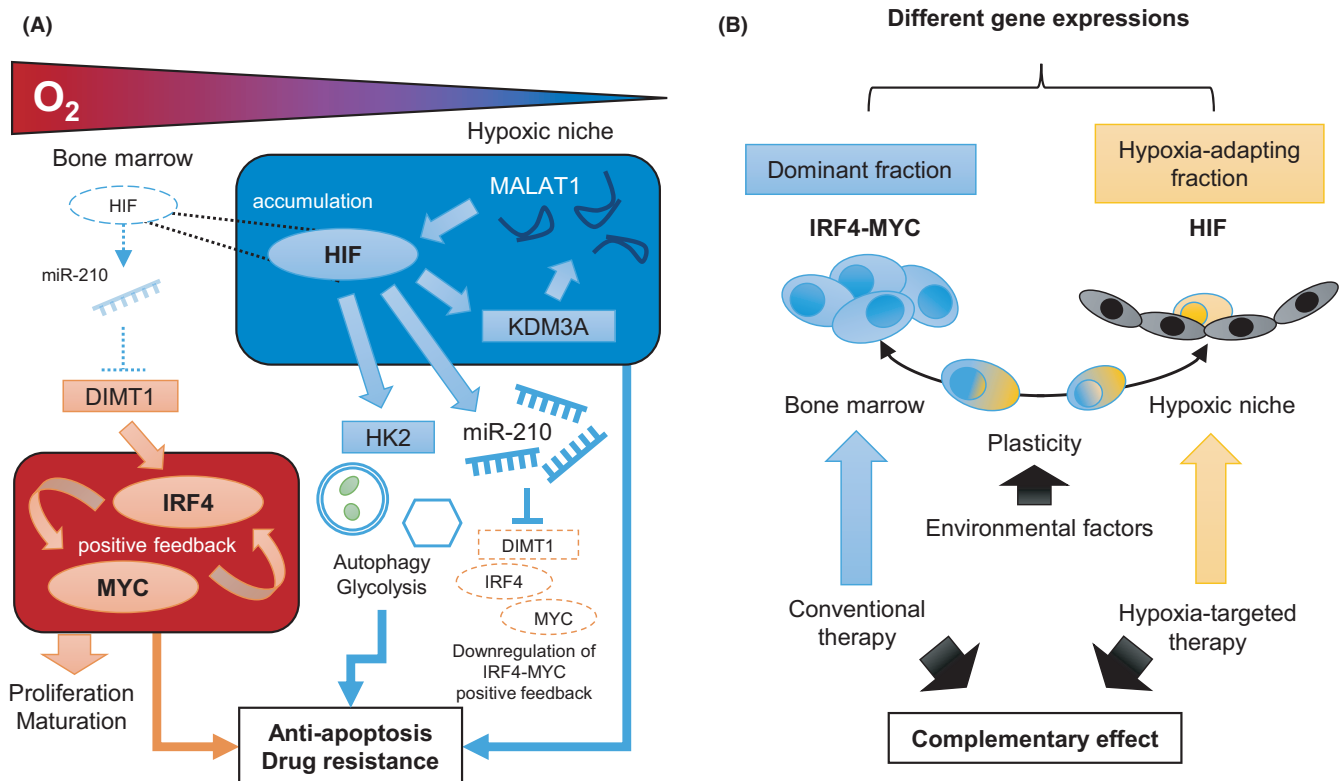 (A)
O2
Hypoxic niche
Bone marrow
HIF
miR-210
DIMT1
IRF4
positive feedback
MYC
Proliferation
Maturation
accumulation
MALAT1
HIF
KDM3A
HK2
miR-210
Autophagy
Glycolysis
DIMT1
IRF4
MYC
Downregulation of
IRF4-MYC
positive feedback
Anti-apoptosis
Drug resistance
(B)
Different gene expressions
Dominant fraction
Hypoxia-adapting
fraction
IRF4-MYC
HIF
Bone marrow
Hypoxic niche
Plasticity
Environmental factors
Conventional
therapy
Hypoxia-targeted
therapy
Complementary effect